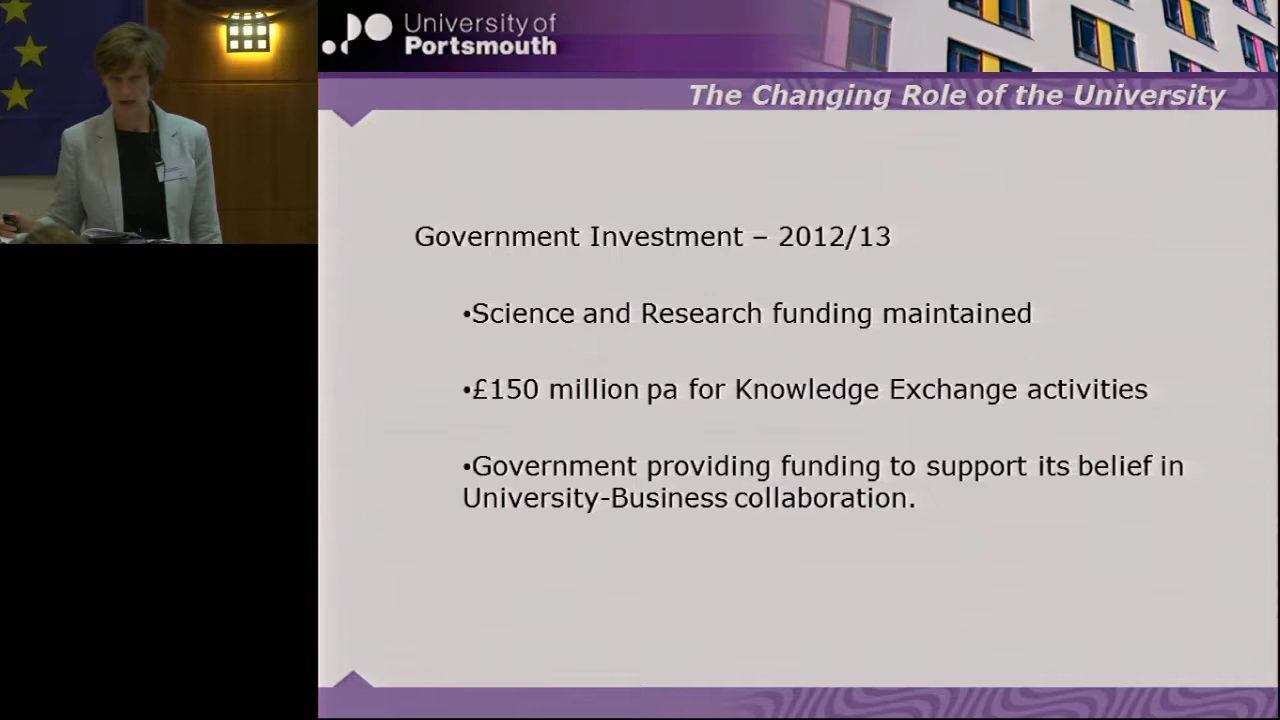 University of
Portsmouth
The Changing Role of the University
Government Investment – 2012/13
•Science and Research funding maintained
•£150 million pa for Knowledge Exchange activities
•Government providing funding to support its belief in
University-Business collaboration.